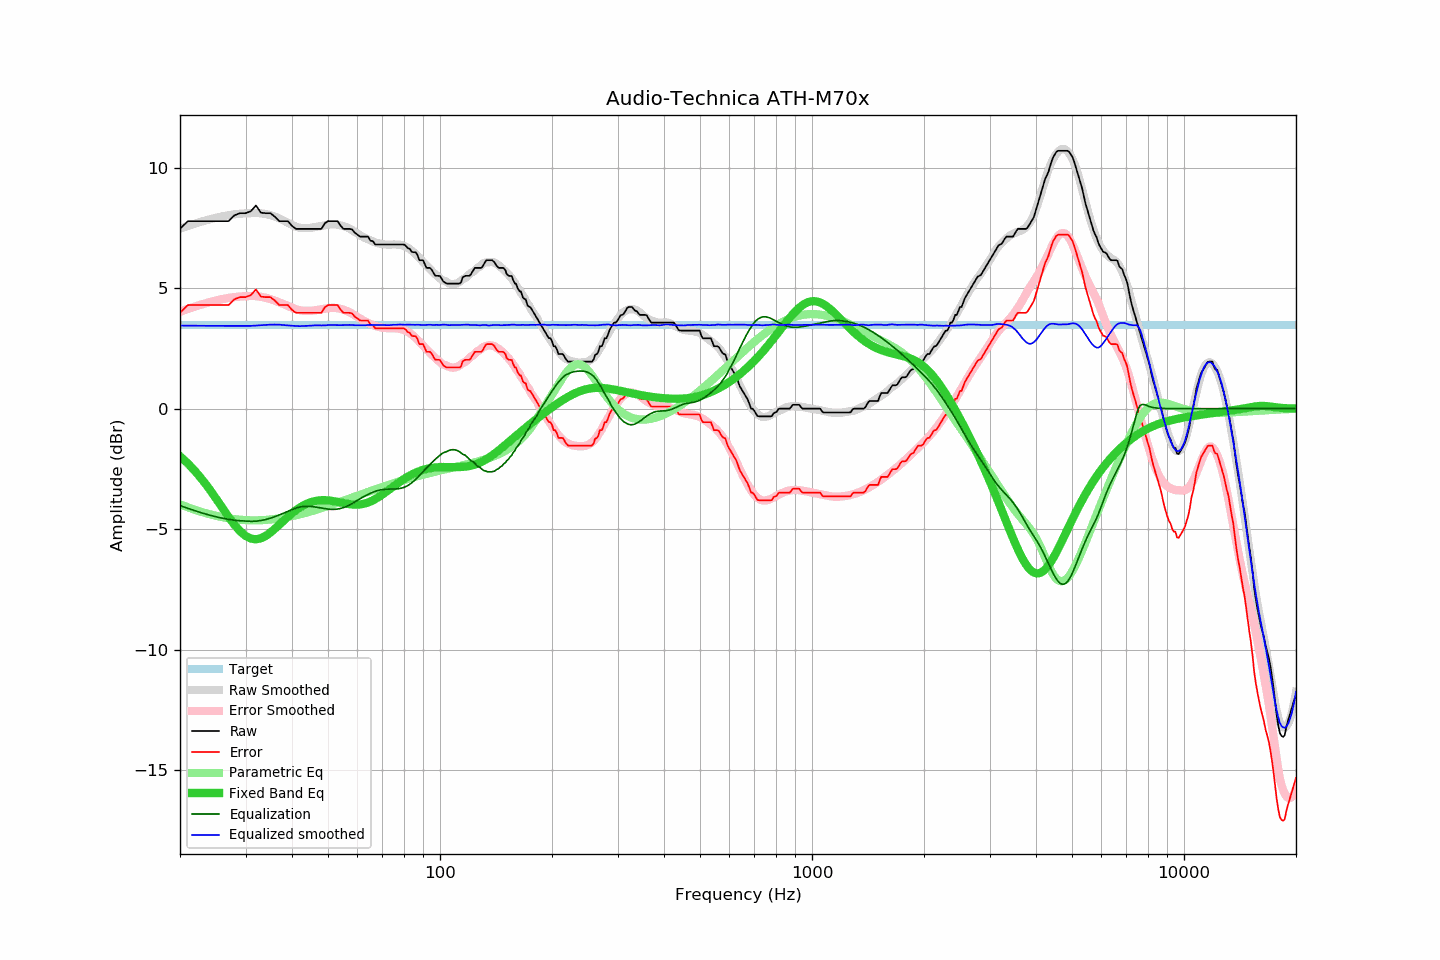 Audio-Technica ATH-M70x
10
5
0
−5
−10
−15
Amplitude (dBr)
Target
Raw Smoothed
Error Smoothed
Raw
Error
Parametric Eq
Fixed Band Eq
Equalization
Equalized smoothed
100
1000
10000
Frequency (Hz)